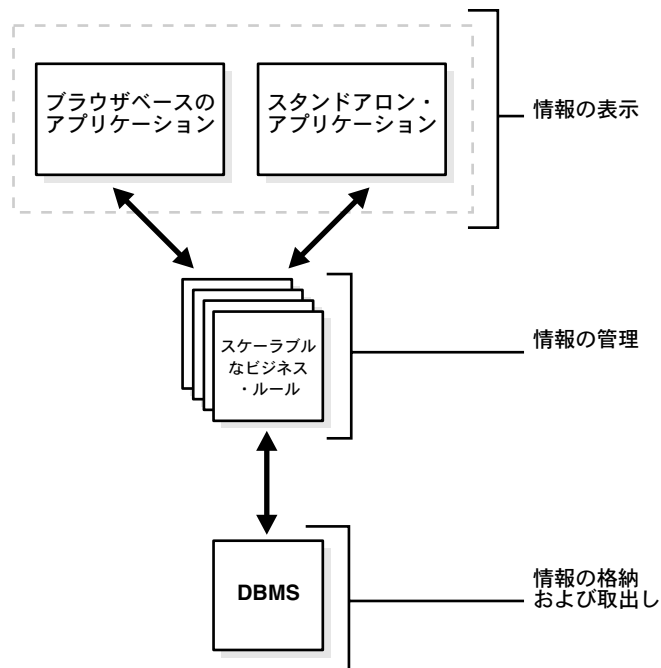 ブラウザベースの
アプリケーション
スタンドアロン・
アプリケーション
情報の表示
スケーラブル
なビジネス
・ルール
情報の管理
DBMS
情報の格納
および取出し